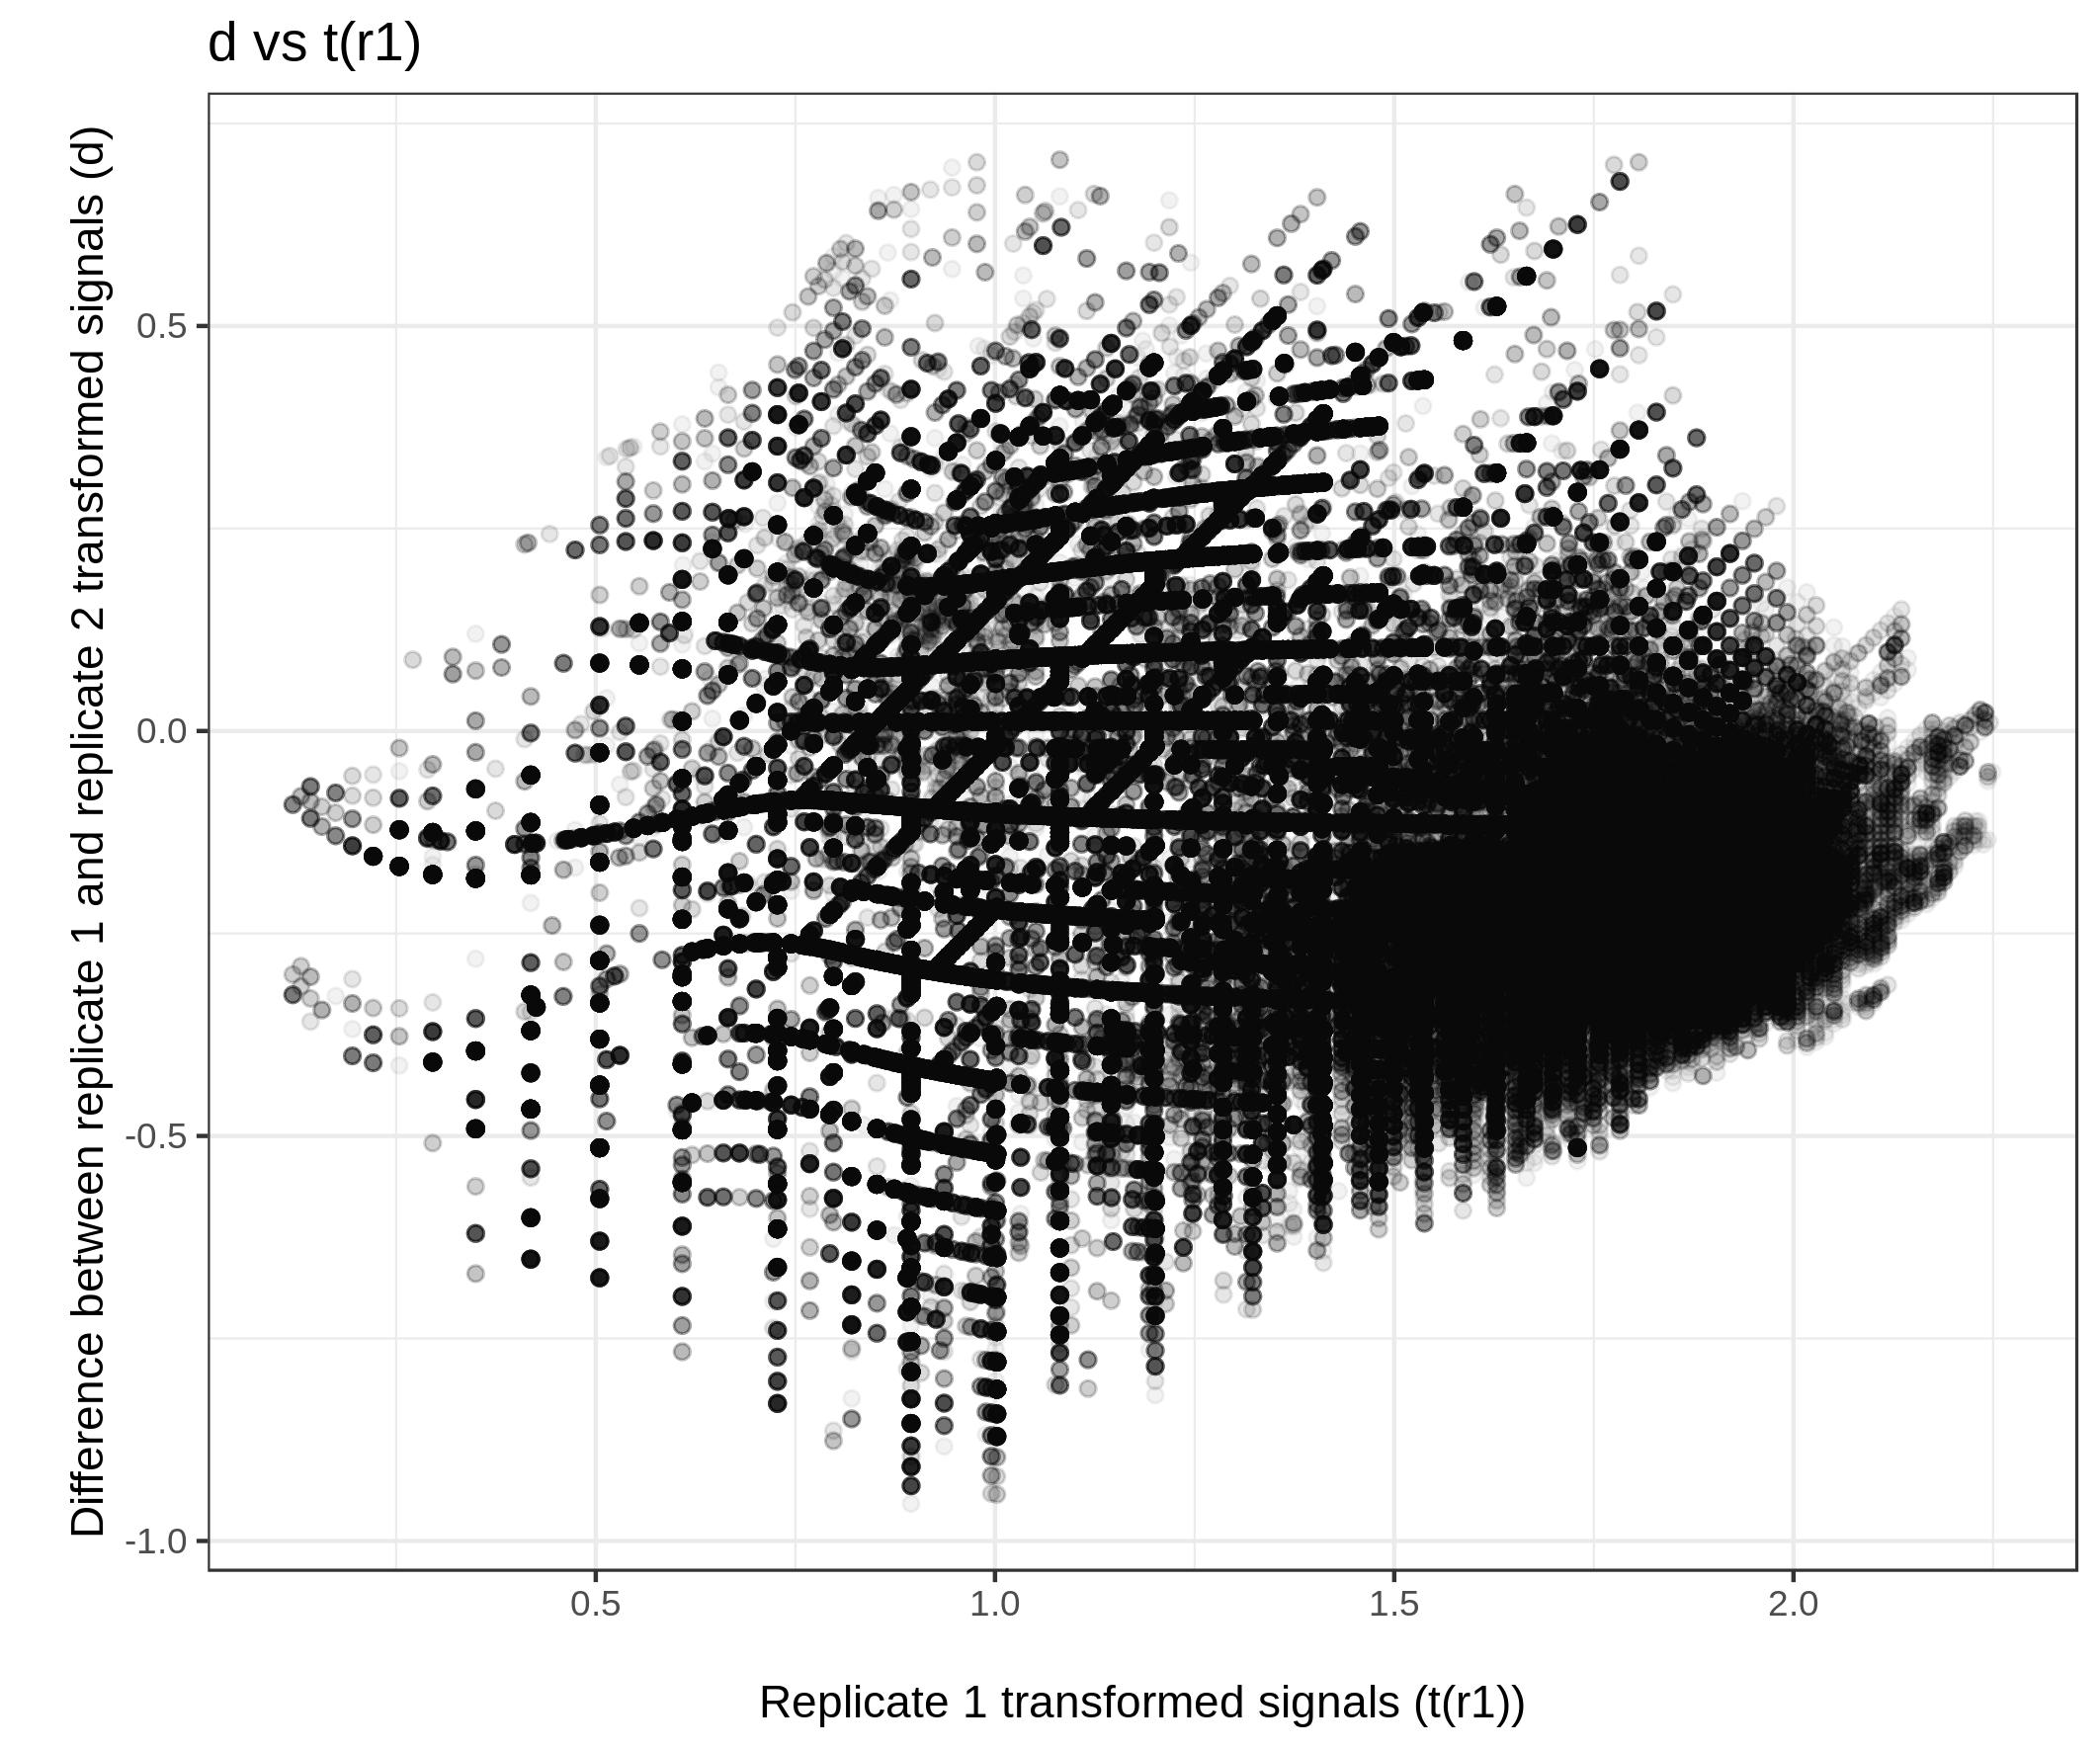 d vs t(r1)
Difference between replicate 1 and replicate 2 transformed signals (d)
0.5
0.0
-0.5
-1.0
0.5
1.0
1.5
2.0
Replicate 1 transformed signals (t(r1))